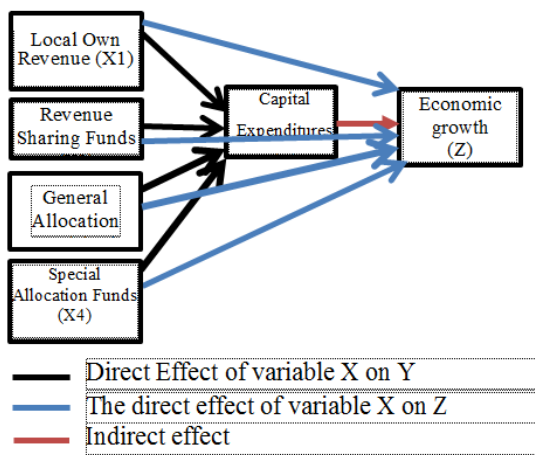 Local Own
Revenue (X1)
Revenue
Sharing Funds
General
Allocation
Special
Allocation Funds
(X4)
Capital
Expenditures
Economic
growth
(Z)
Direct Effect of variable X on Y
The direct effect of variable X on Z
Indirect effect